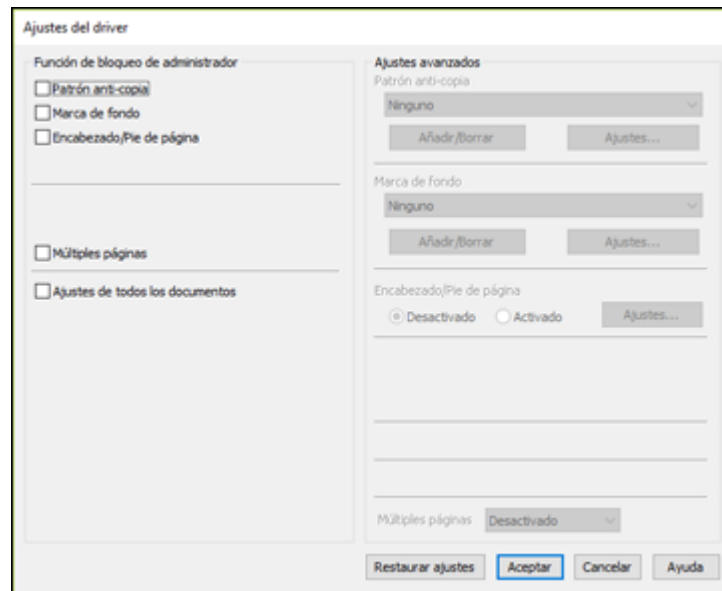 Ajustes del driver
Función de bloqueo de administrador
Patrón anti-copia
Marca de fondo
Encabezado/Pie de página
Múltiples páginas
Ajustes de todos los documentos
Ajustes avanzados
Patrón anti-copia
Ninguno
Añadir/Borrar
Ajustes...
Marca de fondo
Ninguno
Añadir/Borrar
Ajustes...
Encabezado/Pie de página
Desactivado
Activado
Ajustes...
Múltiples páginas
Desactivado
Restaurar ajustes
Aceptar
Cancelar
Ayuda